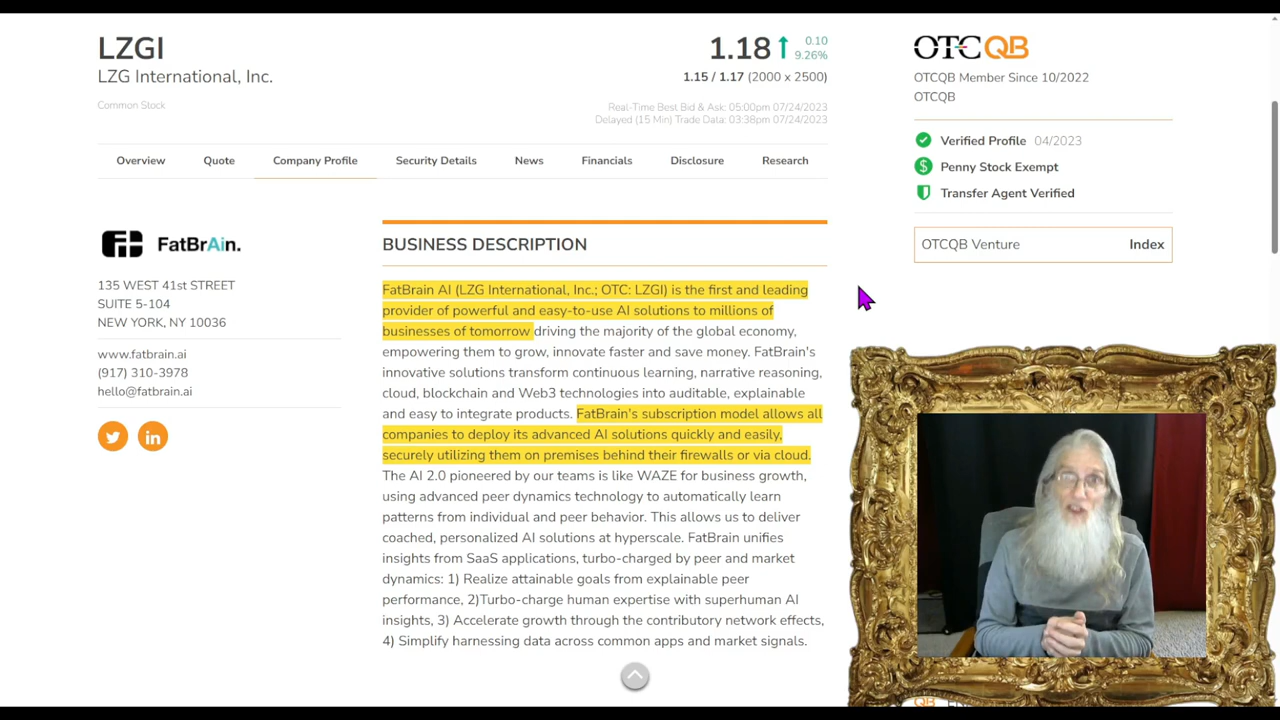 LZGI
LZG International, Inc.
Common Stock
1.18
0.10
9.26%
1.15 / 1.17 (2000 x 2500)
Real-Time Best Bid & Ask: 05:00pm 07/24/2023
Delayed (15 Min) Trade Data: 03:38pm 07/24/2023
OTCQB
OTCQB Member Since 10/2022
OTCQB
Verified Profile 04/2023
Penny Stock Exempt
Transfer Agent Verified
OTCQB Venture Index
Overview Quote Company Profile Security Details News Financials Disclosure Research
FatBrAin.
135 WEST 41st STREET
SUITE 5-104
NEW YORK, NY 10036
www.fatbrain.ai
(917) 310-3978
hello@fatbrain.ai
BUSINESS DESCRIPTION
FatBrain AI (LZG International, Inc.; OTC: LZGI) is the first and leading
provider of powerful and easy-to-use AI solutions to millions of
businesses of tomorrow driving the majority of the global economy,
empowering them to grow, innovate faster and save money. FatBrain's
innovative solutions transform continuous learning, narrative reasoning,
cloud, blockchain and Web3 technologies into auditable, explainable
and easy to integrate products. FatBrain's subscription model allows all
companies to deploy its advanced AI solutions quickly and easily,
securely utilizing them on premises behind their firewalls or via cloud.
The AI 2.0 pioneered by our teams is like WAZE for business growth,
using advanced peer dynamics technology to automatically learn
patterns from individual and peer behavior. This allows us to deliver
coached, personalized AI solutions at hyperscale. FatBrain unifies
insights from SaaS applications, turbo-charged by peer and market
dynamics: 1) Realize attainable goals from explainable peer
performance, 2)Turbo-charge human expertise with superhuman AI
insights, 3) Accelerate growth through the contributory network effects,
4) Simplify harnessing data across common apps and market signals.